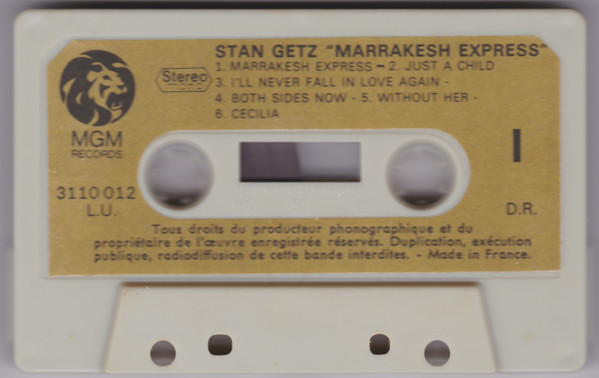 STAN GETZ "MARRAKESH EXPRESS"
1. MARRAKESH EXPRESS – 2. JUST A CHILD
3. I'LL NEVER FALL IN LOVE AGAIN -
4. BOTH SIDES NOW - 5. WITHOUT HER -
6. CECILIA
Stereo
MGM
RECORDS
I
3110 012
L.U.
D.R.
Tous droits du producteur phonographique et du
propriétaire de l'œuvre enregistrée réservés. Duplication, exécution
publique, radiodiffusion de cette bande interdites. - Made in France.